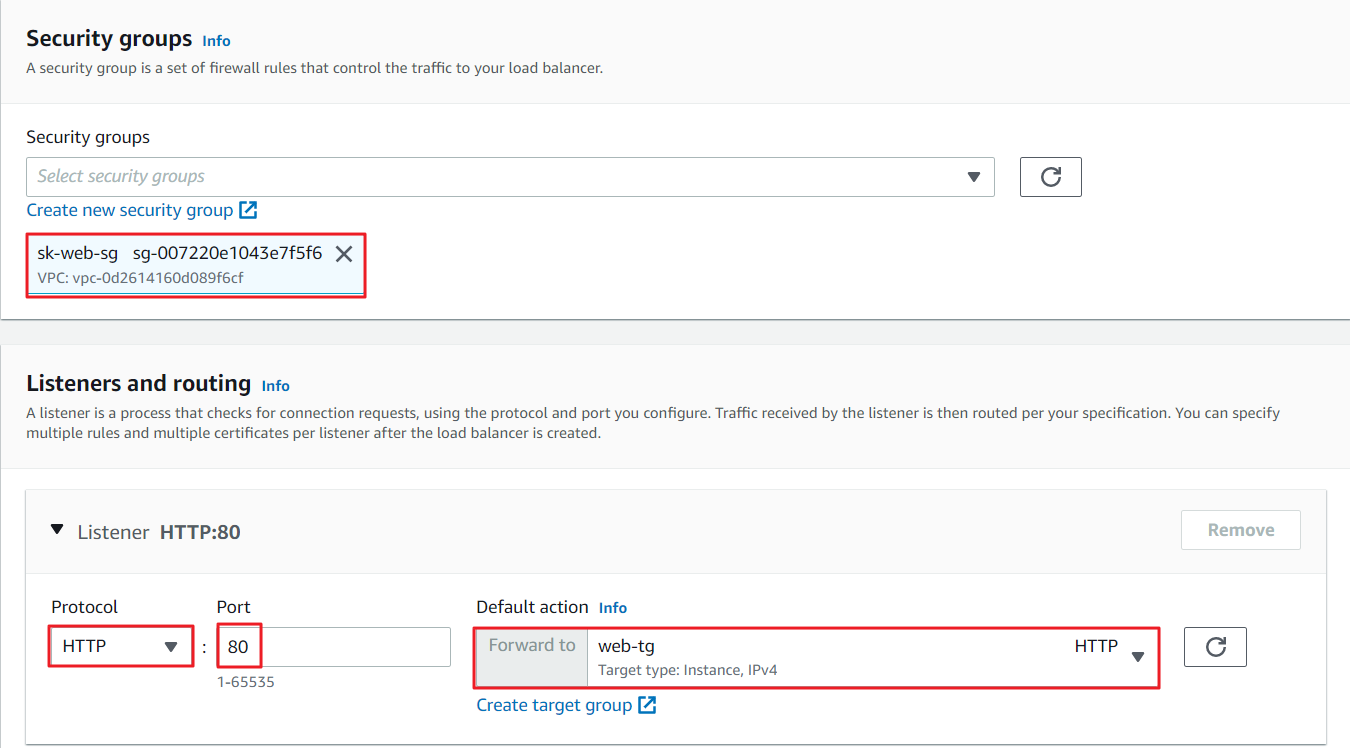 Security groups Info
A security group is a set of firewall rules that control the traffic to your load balancer.
Security groups
Select security groups
Create new security group
sk-web-sg sg-007220e1043e7f5f6
VPC: vpc-0d2614160d089f6cf
Listeners and routing Info
A listener is a process that checks for connection requests, using the protocol and port you configure. Traffic received by the listener is then routed per your specification. You can specify
multiple rules and multiple certificates per listener after the load balancer is created.
Listener HTTP:80
Remove
Protocol Port Default action Info
HTTP : 80 Forward to web-tg HTTP
Target type: Instance, IPv4
1-65535
Create target group